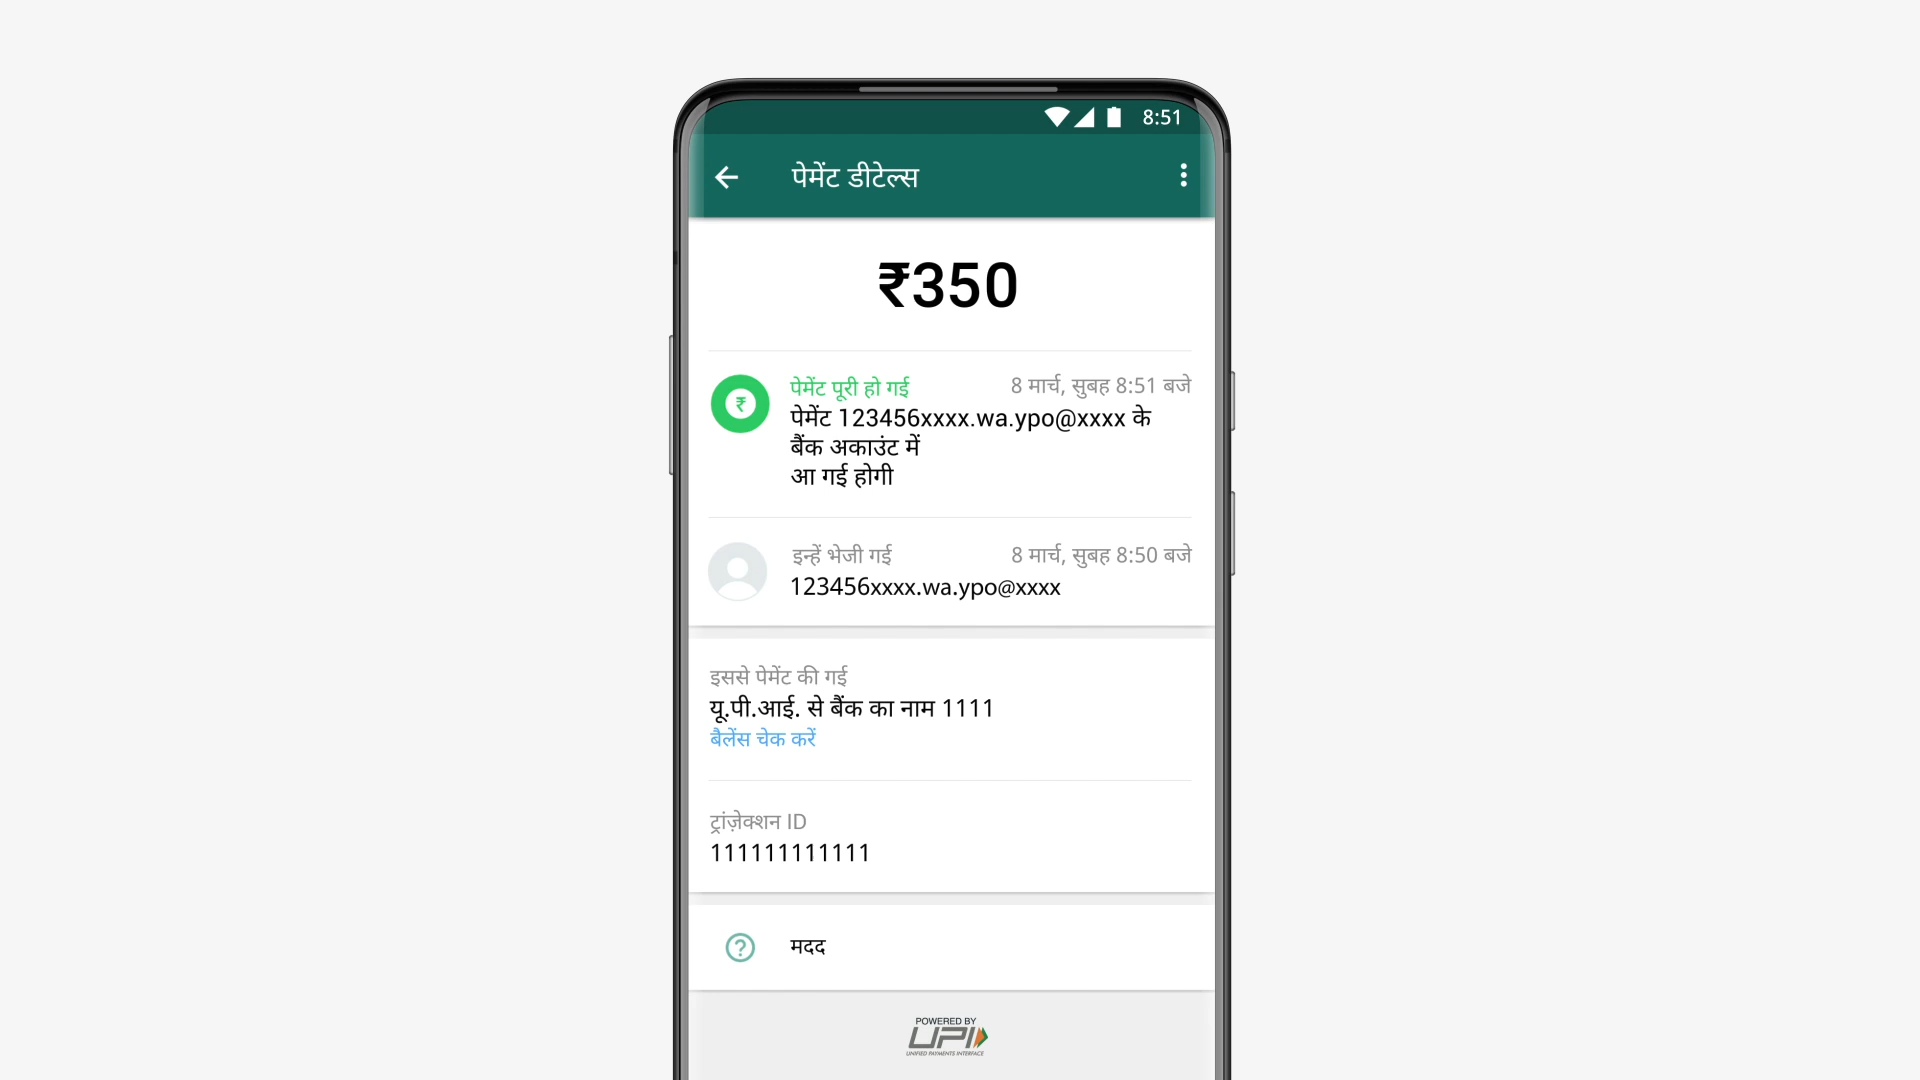 8:51
पेमेंट डीटेल्स
₹350
पेमेंट पूरी हो गई 8 मार्च, सुबह 8:51 बजे
पेमेंट 123456xxxx.wa.ypo@xxxx के
बैंक अकाउंट में
आ गई होगी
इन्हें भेजी गई 8 मार्च, सुबह 8:50 बजे
123456xxxx.wa.ypo@xxxx
इससे पेमेंट की गई
यू.पी.आई. से बैंक का नाम 1111
बैलेंस चेक करें
ट्रांज़ेक्शन ID
111111111111
मदद
POWERED BY
UPI
UNIFIED PAYMENTS INTERFACE